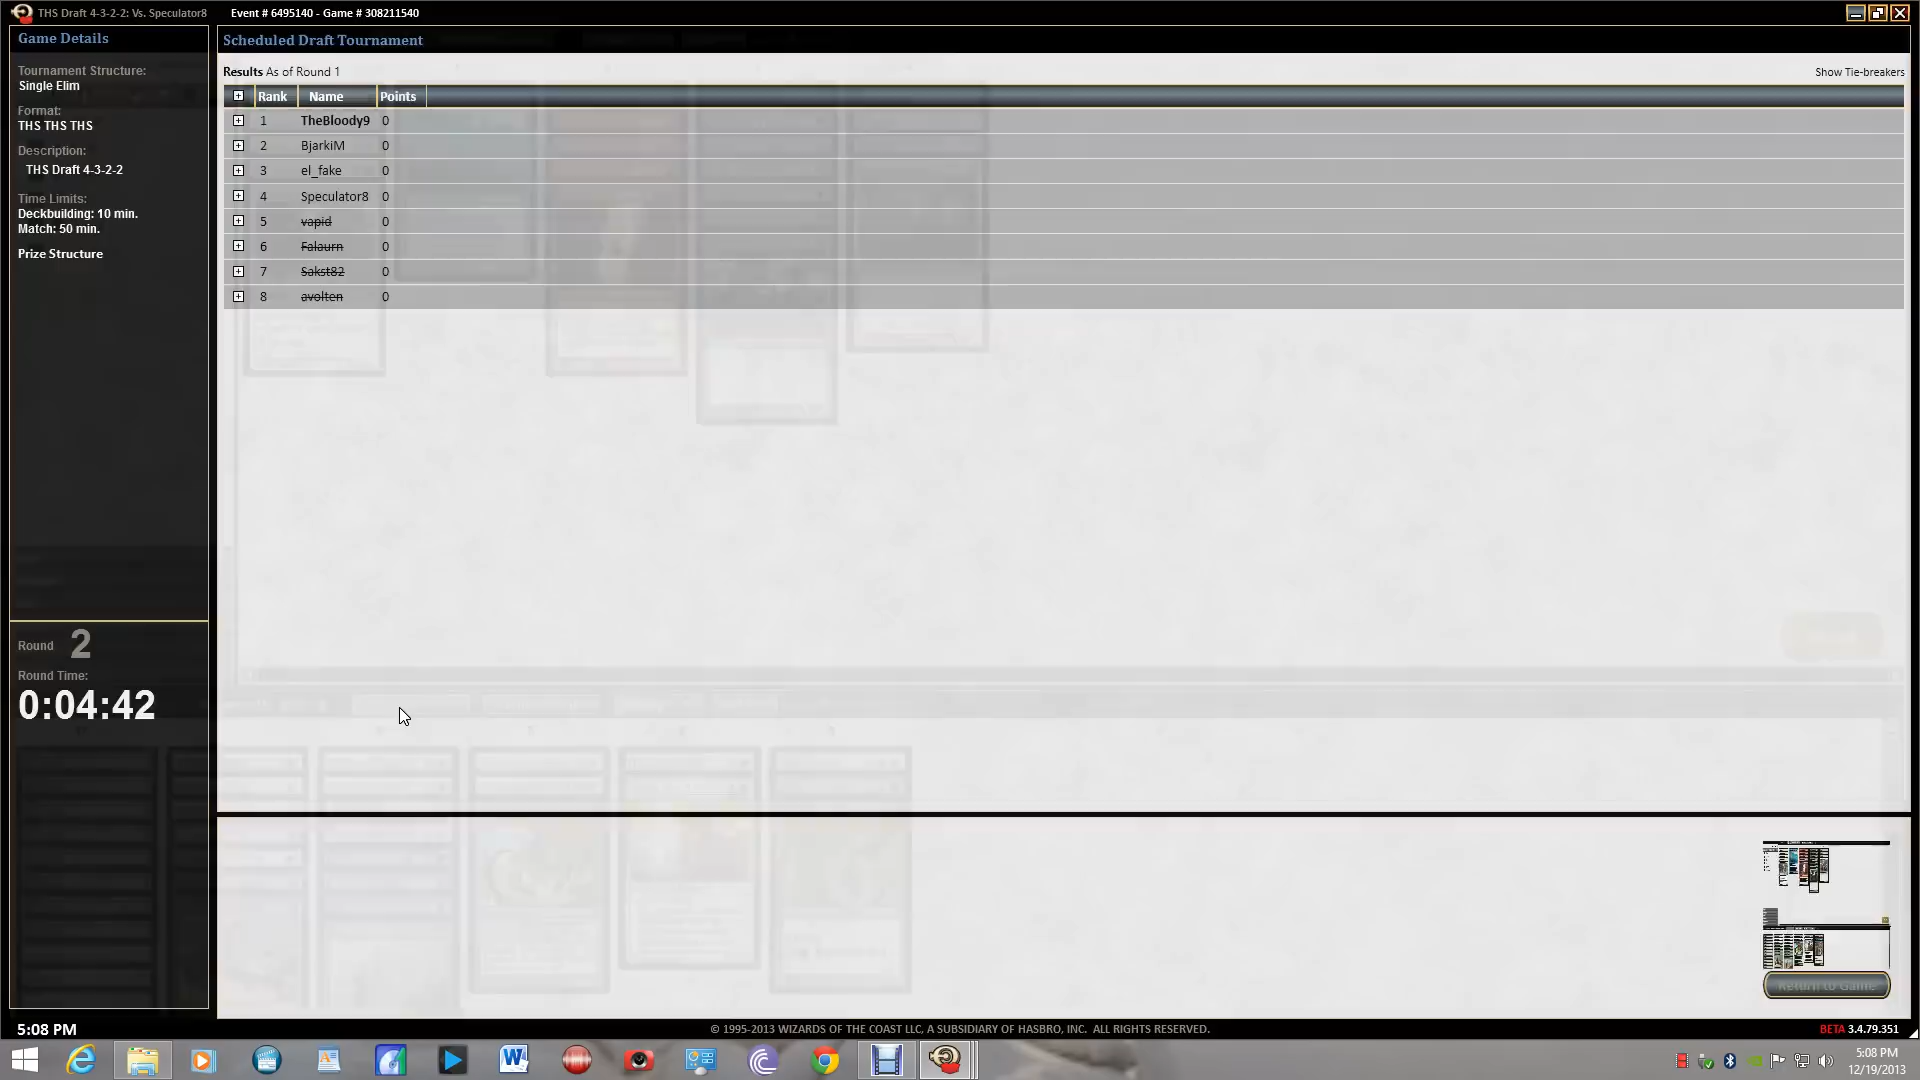 THS Draft 4-3-2-2: Vs. Speculator8 Event # 6495140 - Game # 308211540
Game Details
Scheduled Draft Tournament
Tournament Structure:
Single Elim
Format:
THS THS THS
Description:
THS Draft 4-3-2-2
Time Limits:
Deckbuilding: 10 min.
Match: 50 min.
Prize Structure
Results As of Round 1
Show Tie-breakers
Rank Name Points
1 TheBloody9 0
2 BjarkiM 0
3 el_fake 0
4 Speculator8 0
5 vapid 0
6 Falaurn 0
7 Sakst82 0
8 avolten 0
Round 2
Round Time:
0:04:42
Return to Game
5:08 PM
© 1995-2013 WIZARDS OF THE COAST LLC, A SUBSIDIARY OF HASBRO, INC. ALL RIGHTS RESERVED.
BETA 3.4.79.351
5:08 PM
12/19/2013